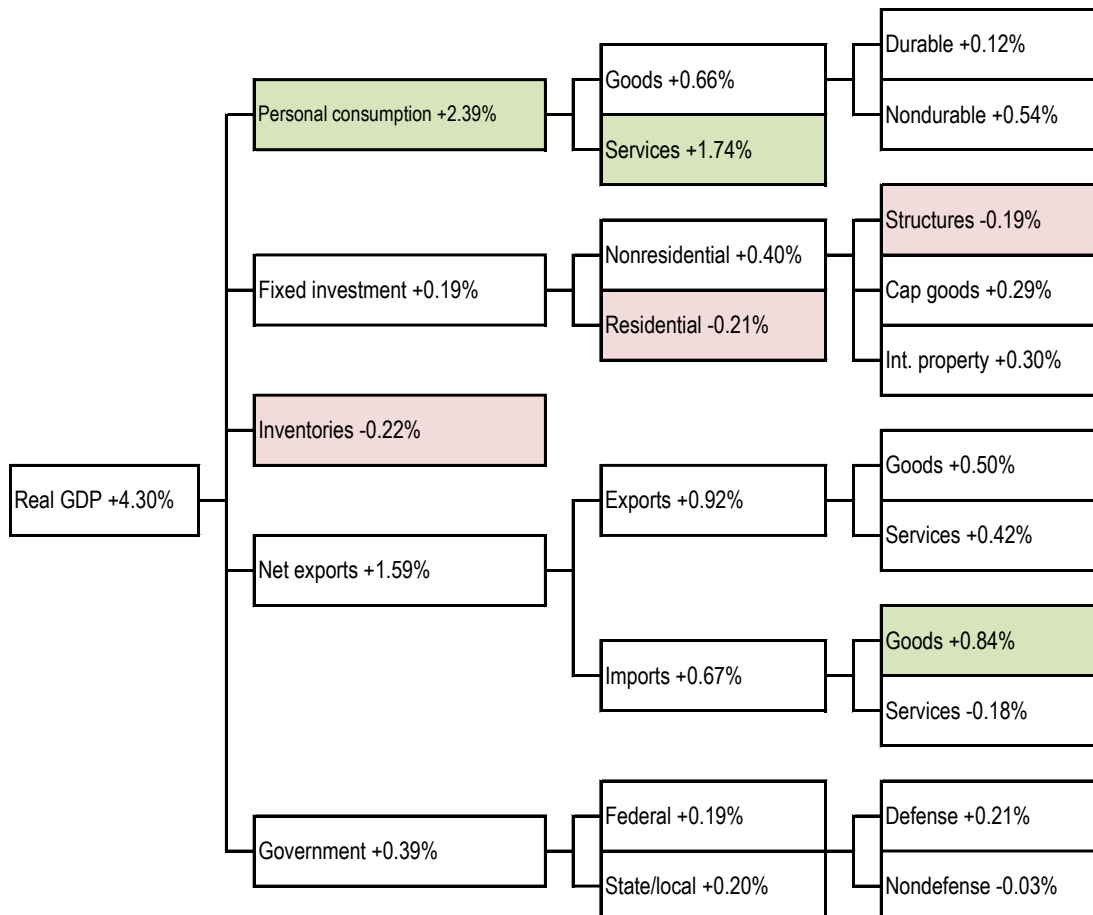 Real GDP +4.30%
Personal consumption +2.39%
Goods +0.66%
Durable +0.12%
Nondurable +0.54%
Services +1.74%
Fixed investment +0.19%
Nonresidential +0.40%
Structures -0.19%
Cap goods +0.29%
Int. property +0.30%
Residential -0.21%
Inventories -0.22%
Net exports +1.59%
Exports +0.92%
Goods +0.50%
Services +0.42%
Imports +0.67%
Goods +0.84%
Services -0.18%
Government +0.39%
Federal +0.19%
Defense +0.21%
Nondefense -0.03%
State/local +0.20%